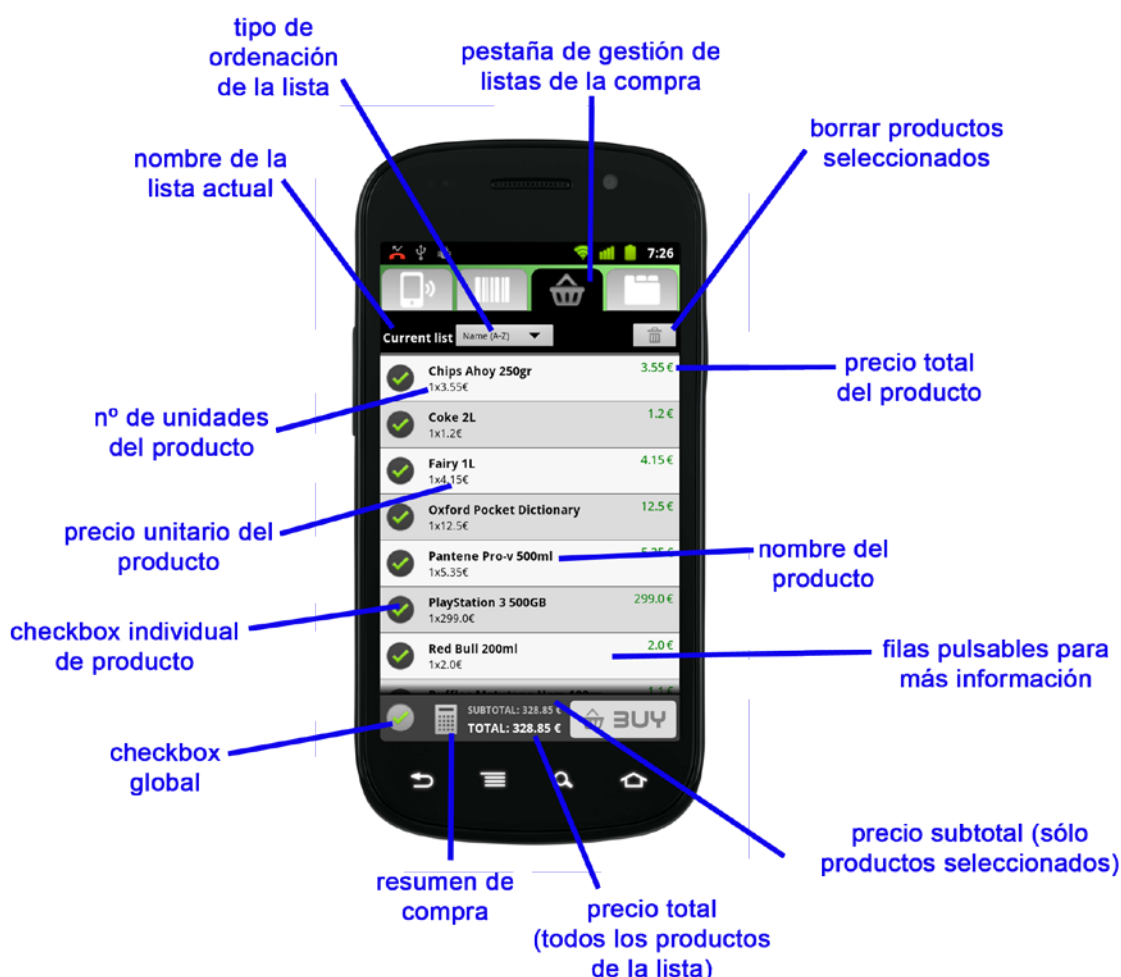 tipo de
ordenación
de la lista
pestaña de gestión de
listas de la compra
borrar productos
seleccionados
nombre de la
lista actual
7:26
Current list
Name (A-Z)
Chips Ahoy 250gr
3.55 €
1x3.55€
precio total
del producto
nº de unidades
del producto
Coke 2L
1.2 €
1x1.2€
Fairy 1L
4.15 €
1x4,15€
precio unitario del
producto
Oxford Pocket Dictionary
12.5 €
1x12.5€
Pantene Pro-v 500ml
5.35 €
1x5.35€
nombre del
producto
checkbox individual
de producto
PlayStation 3 500GB
299.0 €
1x299.0€
Red Bull 200ml
2.0 €
1x2.0€
filas pulsables para
más información
1.1 €
checkbox
global
SUBTOTAL: 328.85 €
TOTAL: 328.85 €
BUY
precio subtotal (sólo
productos seleccionados)
resumen de
compra
precio total
(todos los productos
de la lista)